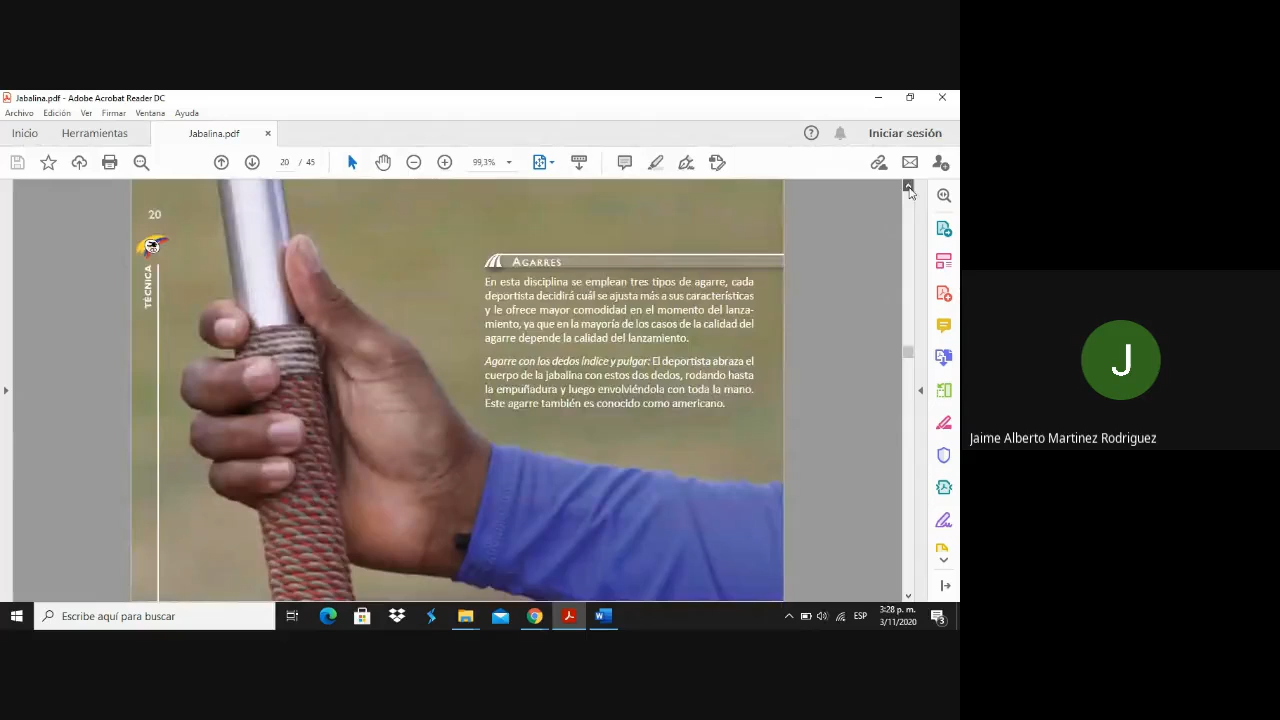 Jabalina.pdf - Adobe Acrobat Reader DC
Archivo Edición Ver Firmar Ventana Ayuda
Inicio Herramientas Jabalina.pdf × Iniciar sesión
20 / 45 99,3%
20
TÉCNICA
AGARRES
En esta disciplina se emplean tres tipos de agarre, cada
deportista decidirá cuál se ajusta más a sus características
y le ofrece mayor comodidad en el momento del lanza-
miento, ya que en la mayoría de los casos de la calidad del
agarre depende la calidad del lanzamiento.
Agarre con los dedos índice y pulgar: El deportista abraza el
cuerpo de la jabalina con estos dos dedos, rodando hasta
la empuñadura y luego envolviéndola con toda la mano.
Este agarre también es conocido como americano.
J
Jaime Alberto Martinez Rodriguez
Escribe aquí para buscar
ESP
3:28 p. m.
3/11/2020
3